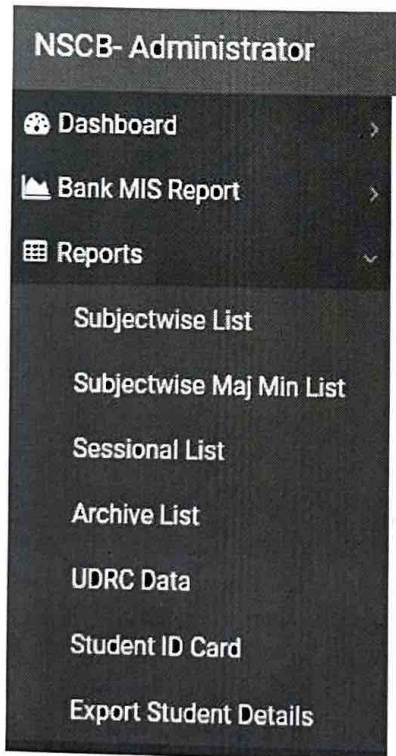 NSCB- Administrator
Dashboard
Bank MIS Report
Reports
Subjectwise List
Subjectwise Maj Min List
Sessional List
Archive List
UDRC Data
Student ID Card
Export Student Details